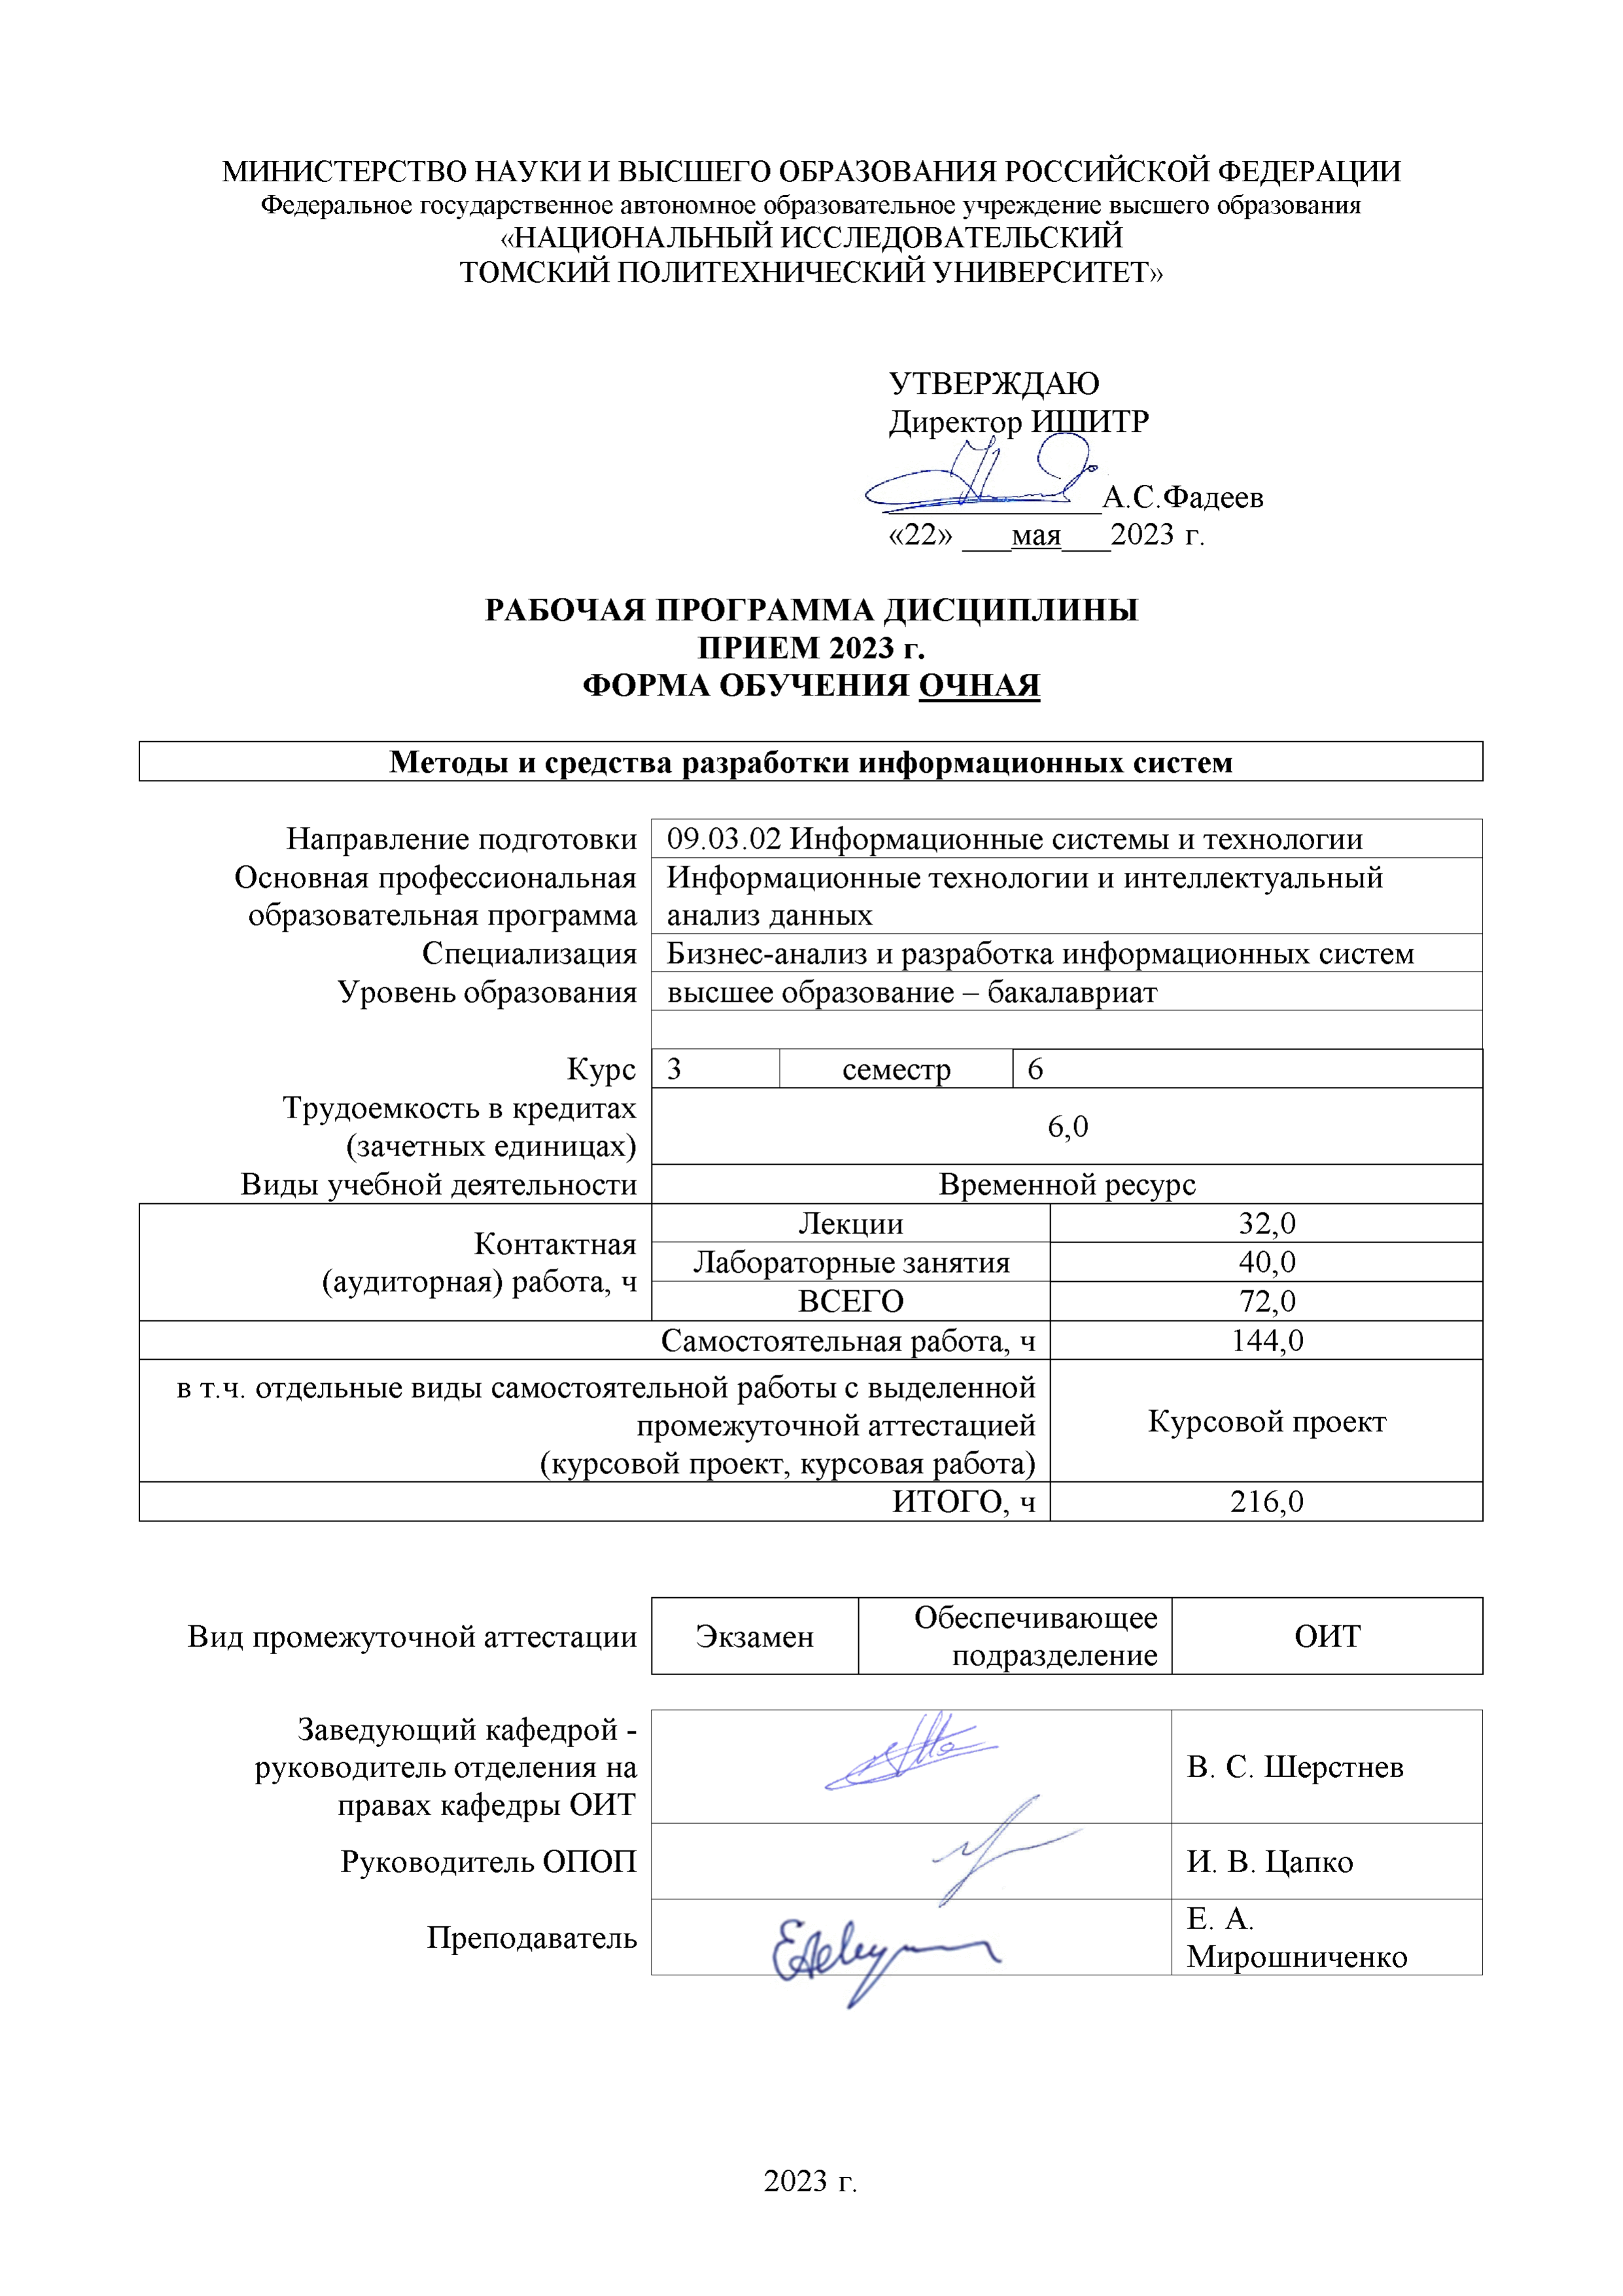 МИНИСТЕРСТВО НАУКИ И ВЫСШЕГО ОБРАЗОВАНИЯ РОССИЙСКОЙ ФЕДЕРАЦИИ
Федеральное государственное автономное образовательное учреждение высшего образования
«НАЦИОНАЛЬНЫЙ ИССЛЕДОВАТЕЛЬСКИЙ
ТОМСКИЙ ПОЛИТЕХНИЧЕСКИЙ УНИВЕРСИТЕТ»
УТВЕРЖДАЮ
Директор ИШИТР
А.С.Фадеев
«22» ___мая___2023 г.
РАБОЧАЯ ПРОГРАММА ДИСЦИПЛИНЫ
ПРИЕМ 2023 г.
ФОРМА ОБУЧЕНИЯ ОЧНАЯ
Методы и средства разработки информационных систем
Направление подготовки 09.03.02 Информационные системы и технологии
Основная профессиональная образовательная программа
Информационные технологии и интеллектуальный анализ данных
Специализация Бизнес-анализ и разработка информационных систем
Уровень образования высшее образование – бакалавриат
Курс 3 семестр 6
Трудоемкость в кредитах
(зачетных единицах)
6,0
Виды учебной деятельности Временной ресурс
Контактная
(аудиторная) работа, ч
Лекции 32,0
Лабораторные занятия 40,0
ВСЕГО 72,0
Самостоятельная работа, ч 144,0
в т.ч. отдельные виды самостоятельной работы с выделенной
промежуточной аттестацией
(курсовой проект, курсовая работа)
Курсовой проект
ИТОГО, ч 216,0
Вид промежуточной аттестации Экзамен
Обеспечивающее
подразделение
ОИТ
Заведующий кафедрой -
руководитель отделения на
правах кафедры ОИТ
В. С. Шерстнев
Руководитель ОПОП И. В. Цапко
Преподаватель
Е. А.
Мирошниченко
2023 г.